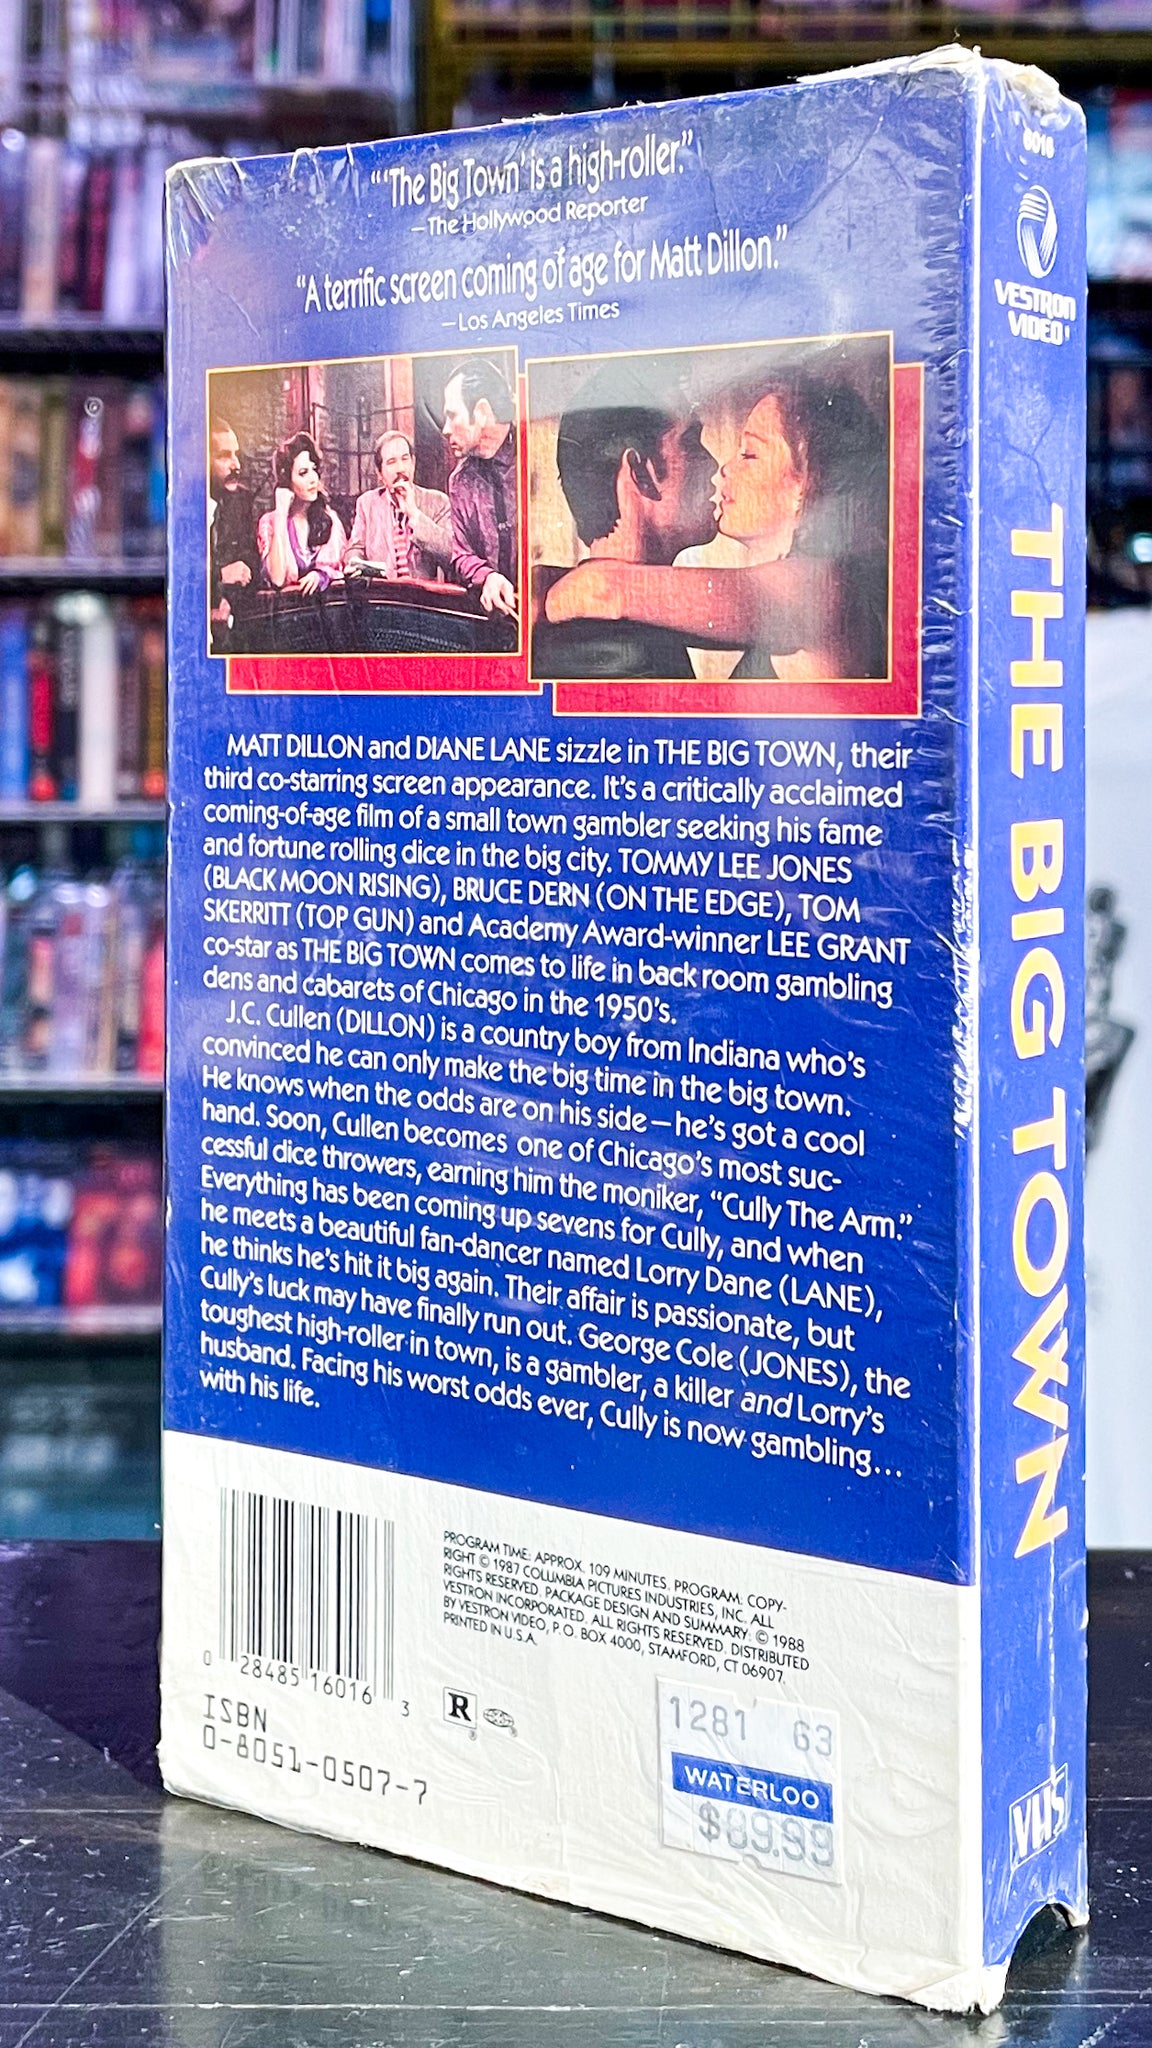 “‘The Big Town’ is a high-roller.”
—The Hollywood Reporter
“A terrific screen coming of age for Matt Dillon.”
—Los Angeles Times
MATT DILLON and DIANE LANE sizzle in THE BIG TOWN, their
third co-starring screen appearance. It’s a critically acclaimed
coming-of-age film of a small town gambler seeking his fame
and fortune rolling dice in the big city. TOMMY LEE JONES
(BLACK MOON RISING), BRUCE DERN (ON THE EDGE), TOM
SKERRITT (TOP GUN) and Academy Award-winner LEE GRANT
co-star as THE BIG TOWN comes to life in back room gambling
dens and cabarets of Chicago in the 1950’s.
J.C. Cullen (DILLON) is a country boy from Indiana who’s
convinced he can only make the big time in the big town.
He knows when the odds are on his side—he’s got a cool
hand. Soon, Cullen becomes one of Chicago’s most suc-
cessful dice throwers, earning him the moniker, “Cully The Arm.”
Everything has been coming up sevens for Cully, and when
he meets a beautiful fan-dancer named Lorry Dane (LANE),
he thinks he’s hit it big again. Their affair is passionate, but
Cully’s luck may have finally run out. George Cole (JONES), the
toughest high-roller in town, is a gambler, a killer and Lorry’s
husband. Facing his worst odds ever, Cully is now gambling...
with his life.
PROGRAM TIME: APPROX. 109 MINUTES. PROGRAM: COPY-
RIGHT © 1987 COLUMBIA PICTURES INDUSTRIES, INC. ALL
RIGHTS RESERVED. PACKAGE DESIGN AND SUMMARY: © 1988
VESTRON INCORPORATED. ALL RIGHTS RESERVED. DISTRIBUTED
BY VESTRON VIDEO, P.O. BOX 4000, STAMFORD, CT 06907.
PRINTED IN U.S.A.
0 28485 16016 3
ISBN
0-8051-0507-7
R
1281 63
WATERLOO
$89.99
6016
VESTRON
VIDEO
THE BIG TOWN
VHS